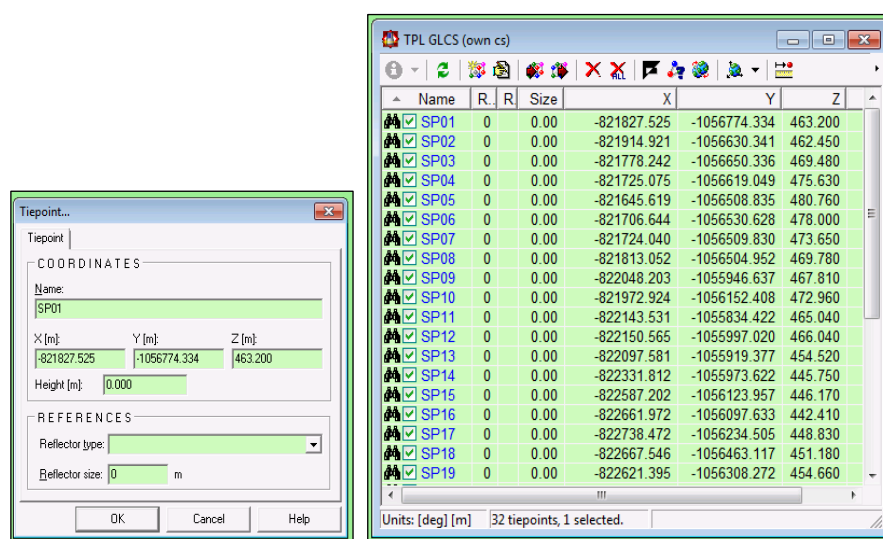 Tiepoint...
Tiepoint
COORDINATES
Name:
SP01
X [m]: Y [m]: Z [m]:
-821827.525 -1056774.334 463.200
Height [m]: 0.000
REFERENCES
Reflector type:
Reflector size: 0 m
OK Cancel Help
TPL GLCS (own cs)
ALL
Name R.. R. Size X Y Z
SP01 0 0.00 -821827.525 -1056774.334 463.200
SP02 0 0.00 -821914.921 -1056630.341 462.450
SP03 0 0.00 -821778.242 -1056650.336 469.480
SP04 0 0.00 -821725.075 -1056619.049 475.630
SP05 0 0.00 -821645.619 -1056508.835 480.760
SP06 0 0.00 -821706.644 -1056530.628 478.000
SP07 0 0.00 -821724.040 -1056509.830 473.650
SP08 0 0.00 -821813.052 -1056504.952 469.780
SP09 0 0.00 -822048.203 -1055946.637 467.810
SP10 0 0.00 -821972.924 -1056152.408 472.960
SP11 0 0.00 -822143.531 -1055834.422 465.040
SP12 0 0.00 -822150.565 -1055997.020 466.040
SP13 0 0.00 -822097.581 -1055919.377 454.520
SP14 0 0.00 -822331.812 -1055973.622 445.750
SP15 0 0.00 -822587.202 -1056123.957 446.170
SP16 0 0.00 -822661.972 -1056097.633 442.410
SP17 0 0.00 -822738.472 -1056234.505 448.830
SP18 0 0.00 -822667.546 -1056463.117 451.180
SP19 0 0.00 -822621.395 -1056308.272 454.660
Units: [deg] [m] 32 tiepoints, 1 selected.